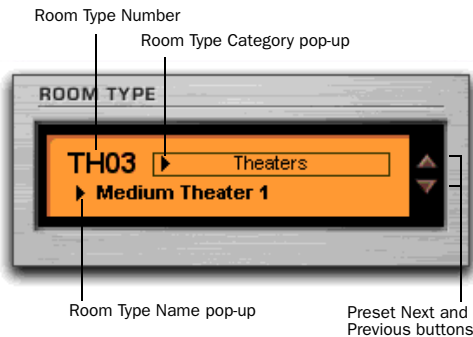 Room Type Number
Room Type Category pop-up
ROOM TYPE
TH03 Theaters
Medium Theater 1
Room Type Name pop-up
Preset Next and
Previous buttons